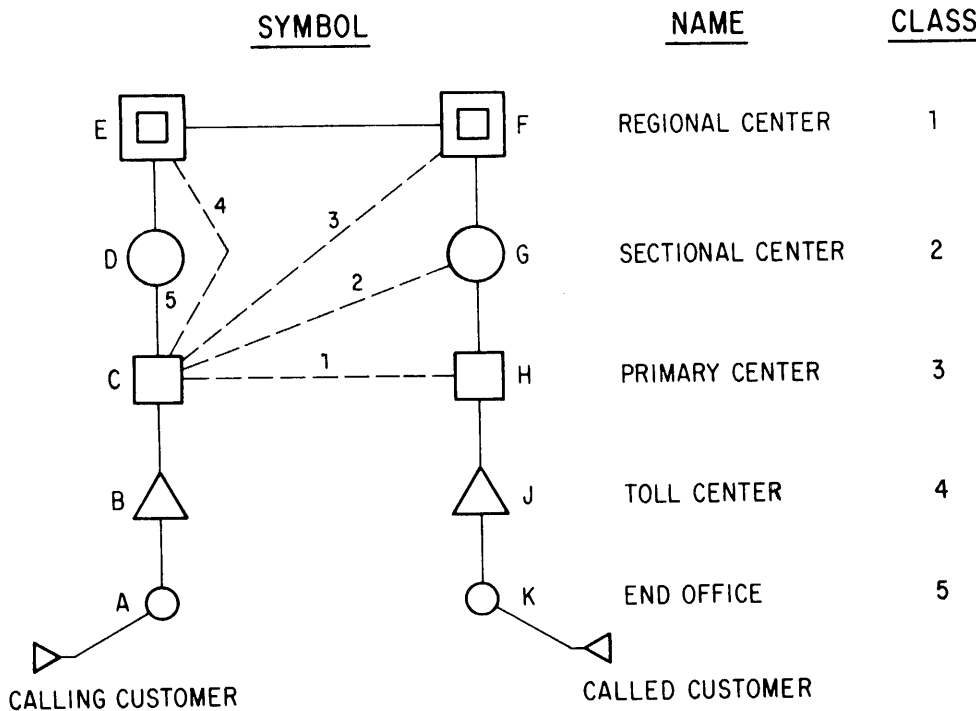 SYMBOL NAME CLASS
E F REGIONAL CENTER 1
4
3
D G SECTIONAL CENTER 2
5 2
1
C H PRIMARY CENTER 3
B J TOLL CENTER 4
A K END OFFICE 5
CALLING CUSTOMER CALLED CUSTOMER